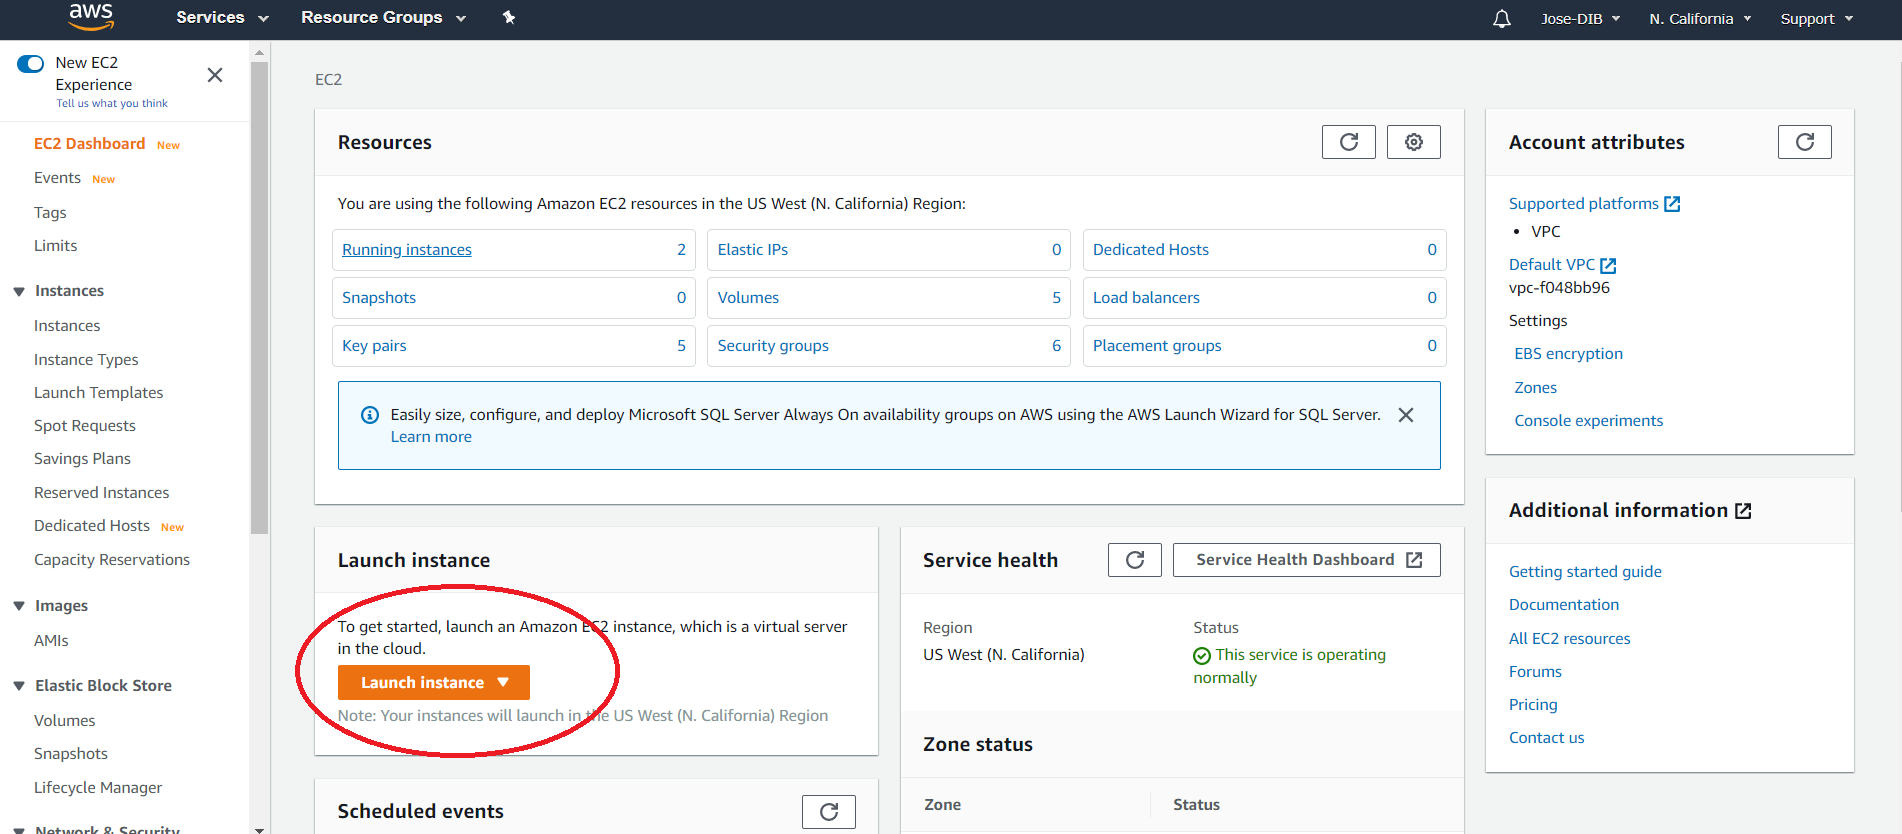 aws
Services
Resource Groups
Jose-DIB
N. California
Support
New EC2
Experience
Tell us what you think
EC2 Dashboard New
Events New
Tags
Limits
Instances
Instances
Instance Types
Launch Templates
Spot Requests
Savings Plans
Reserved Instances
Dedicated Hosts New
Capacity Reservations
Images
AMIs
Elastic Block Store
Volumes
Snapshots
Lifecycle Manager
Network & Security
EC2
Resources
You are using the following Amazon EC2 resources in the US West (N. California) Region:
Running instances 2
Elastic IPs 0
Dedicated Hosts 0
Snapshots 0
Volumes 5
Load balancers 0
Key pairs 5
Security groups 6
Placement groups 0
Easily size, configure, and deploy Microsoft SQL Server Always On availability groups on AWS using the AWS Launch Wizard for SQL Server.
Learn more
Launch instance
To get started, launch an Amazon EC2 instance, which is a virtual server
in the cloud.
Launch instance
Note: Your instances will launch in the US West (N. California) Region
Scheduled events
Service health
Service Health Dashboard
Region
US West (N. California)
Status
This service is operating
normally
Zone status
Zone
Status
Account attributes
Supported platforms
• VPC
Default VPC
vpc-f048bb96
Settings
EBS encryption
Zones
Console experiments
Additional information
Getting started guide
Documentation
All EC2 resources
Forums
Pricing
Contact us